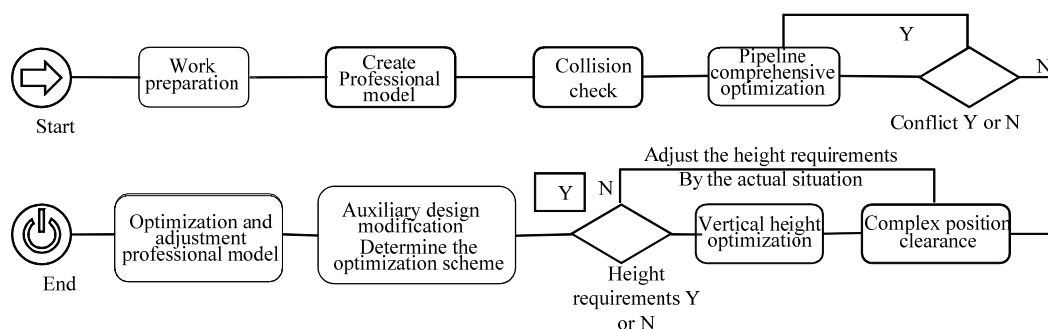 Y
Work
preparation
Create
Professional
model
Collision
check
Pipeline
comprehensive
optimization
N
Start
Conflict Y or N
Adjust the height requirements
By the actual situation
Y
N
Optimization and
adjustment
professional model
Auxiliary design
modification
Determine the
optimization scheme
Vertical height
optimization
Complex position
clearance
End
Height
requirements Y
or N